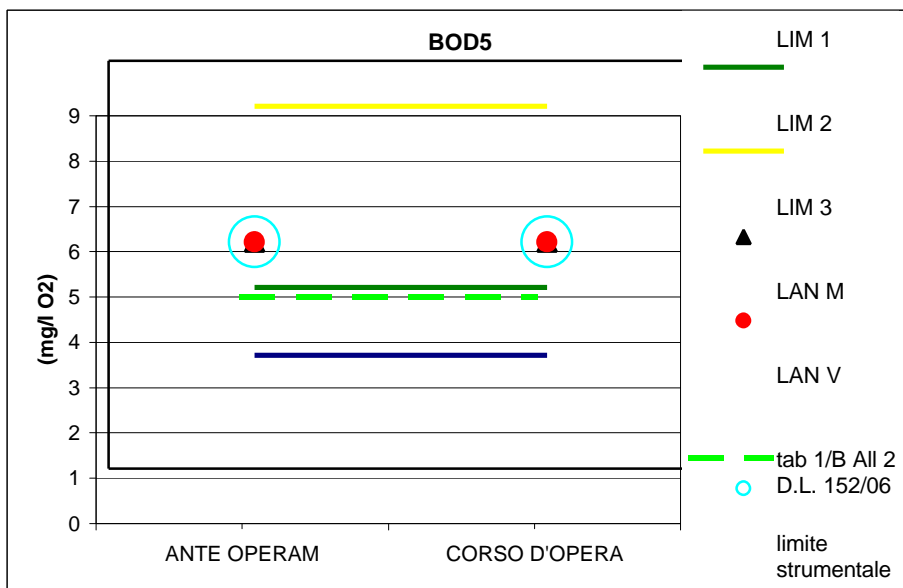 BOD5
(mg/l O2)
9
8
7
6
5
4
3
2
1
0
ANTE OPERAM
CORSO D'OPERA
LIM 1
LIM 2
LIM 3
LAN M
LAN V
tab 1/B All 2
D.L. 152/06
limite
strumentale